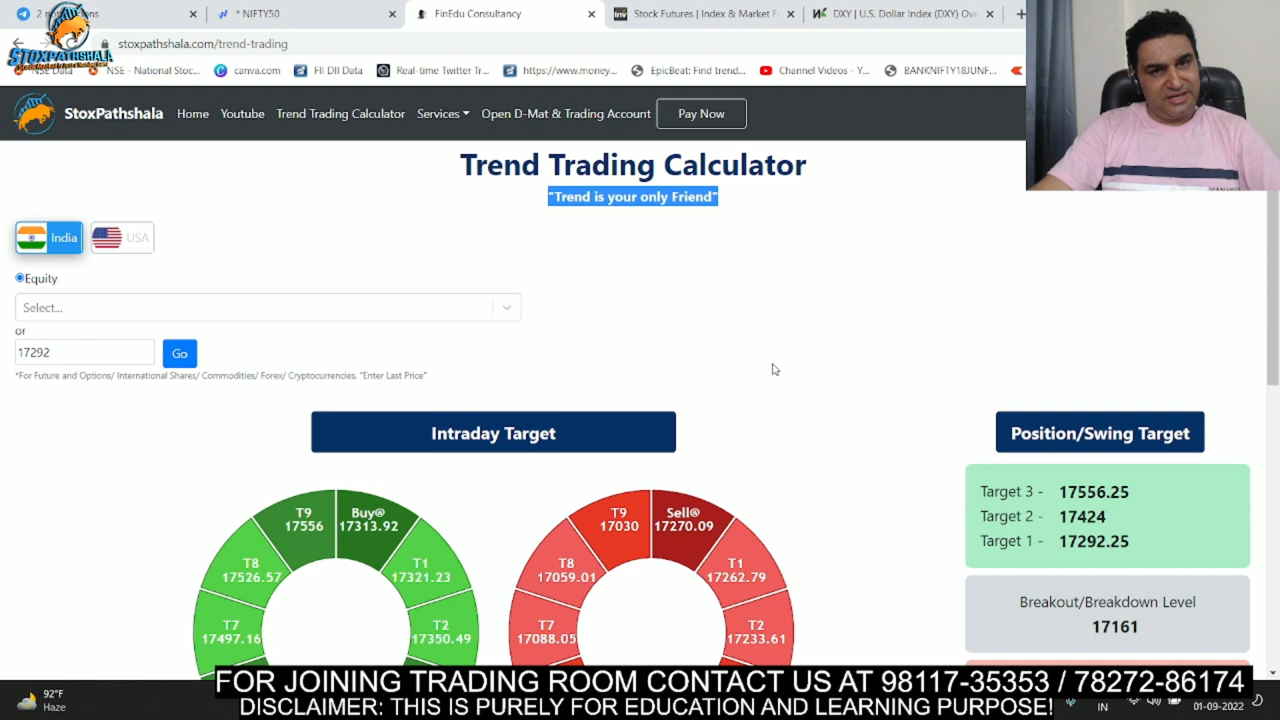 * NIFTY50
FinEdu Consultancy
Stock Futures | Index & Market F
DXY | U.S. Dollar Index (DXY) Ove
STOXPATHSHALA
stoxpathshala.com/trend-trading
NSE - National Stoc...
canva.com
FII DII Data
Real-time Twitter Tr...
https://www.money...
EpicBeat: Find trend...
Channel Videos - Y...
BANKNIFTY18JUNF...
StoxPathshala
Home
Youtube
Trend Trading Calculator
Services
Open D-Mat & Trading Account
Pay Now
Trend Trading Calculator
"Trend is your only Friend"
India
USA
Equity
Select...
or
17292
Go
*For Future and Options/ International Shares/ Commodities/ Forex/ Cryptocurrencies. "Enter Last Price"
Intraday Target
Position/Swing Target
T9
17556
Buy@
17313.92
T8
17526.57
T1
17321.23
T7
17497.16
T2
17350.49
T9
17030
Sell@
17270.09
T8
17059.01
T1
17262.79
T7
17088.05
T2
17233.61
Target 3 - 17556.25
Target 2 - 17424
Target 1 - 17292.25
Breakout/Breakdown Level
17161
FOR JOINING TRADING ROOM CONTACT US AT 98117-35353 / 78272-86174
DISCLAIMER: THIS IS PURELY FOR EDUCATION AND LEARNING PURPOSE!
92°F
Haze
IN
01-09-2022